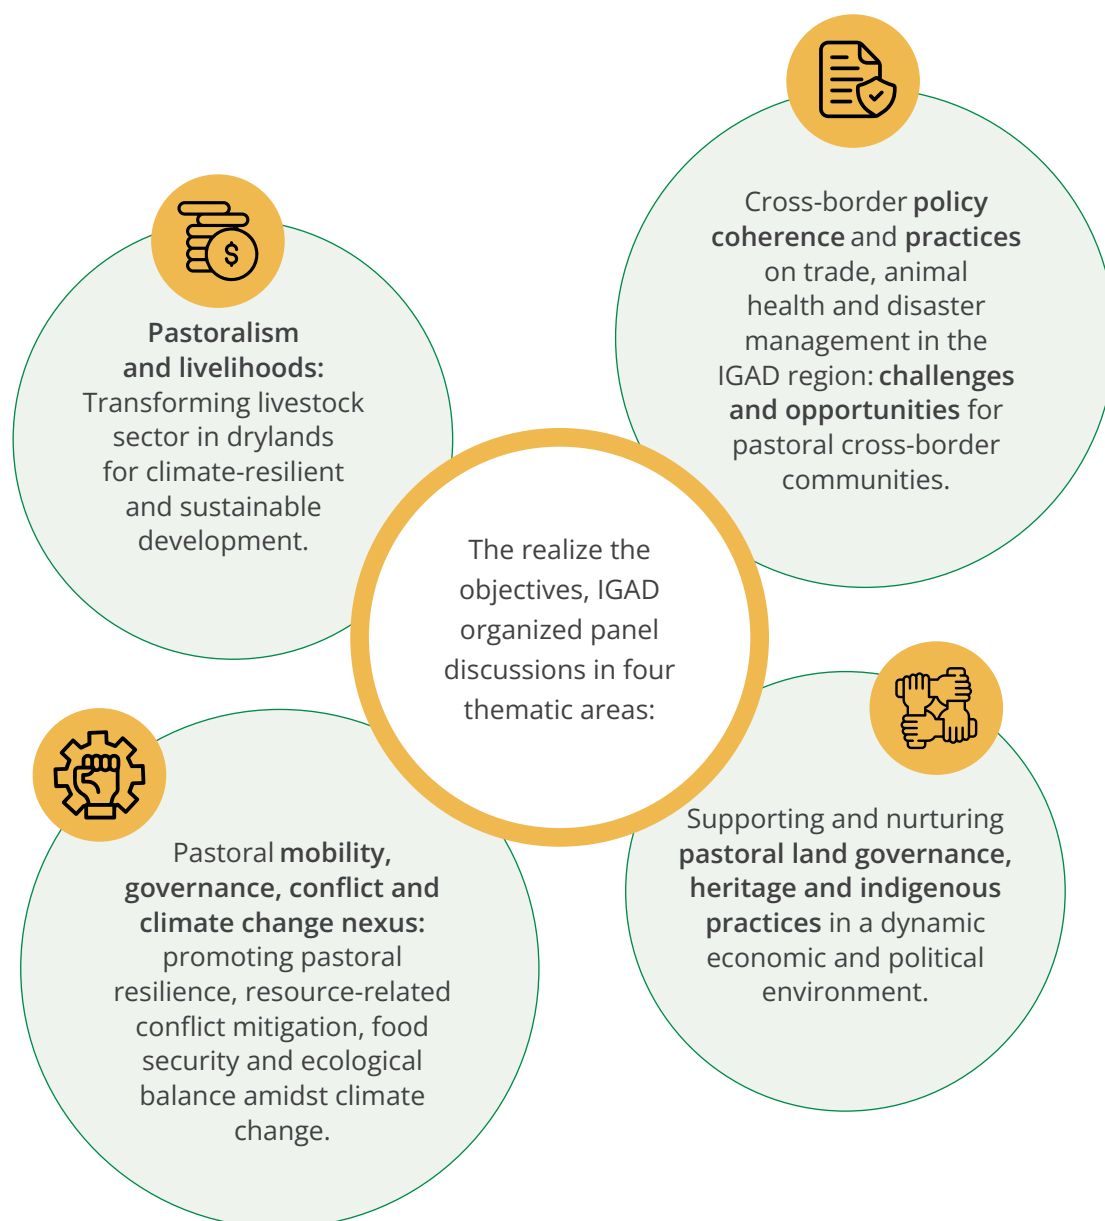 Cross-border policy
coherence and practices
on trade, animal
health and disaster
management in the
IGAD region: challenges
and opportunities for
pastoral cross-border
communities.
$
Pastoralism
and livelihoods:
Transforming livestock
sector in drylands
for climate-resilient
and sustainable
development.
The realize the
objectives, IGAD
organized panel
discussions in four
thematic areas:
Pastoral mobility,
governance, conflict and
climate change nexus:
promoting pastoral
resilience, resource-related
conflict mitigation, food
security and ecological
balance amidst climate
change.
Supporting and nurturing
pastoral land governance,
heritage and indigenous
practices in a dynamic
economic and political
environment.